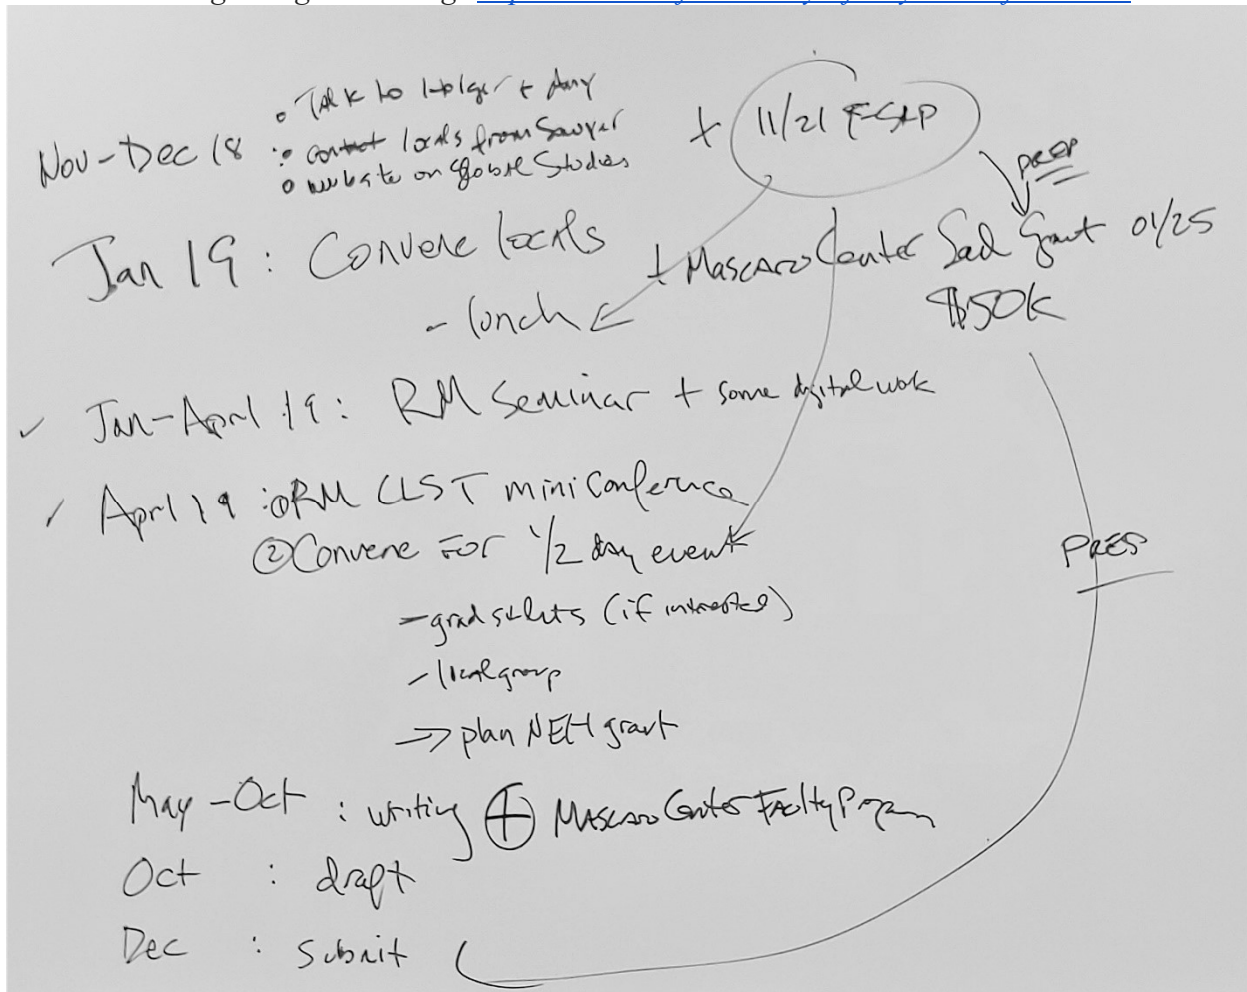 • Talk to Holger + Amy
Nov-Dec 18 : • contact locals from Sawyer
• website on Global Studies
+ 11/21 F-SAP
PREP
Jan 19 : Convene locals
- lunch
+ Mascaro Center Seed Grant 01/25
$50K
✓ Jan-April 19 : RM Seminar + some digital work
✓ April 19 : ① RM CLST mini conference
② Convene for 1/2 day event
- grad students (if interested)
- local group
→ plan NEH grant
PREP
May - Oct : writing ⊕ Mascaro Center Faculty Program
Oct : draft
Dec : submit